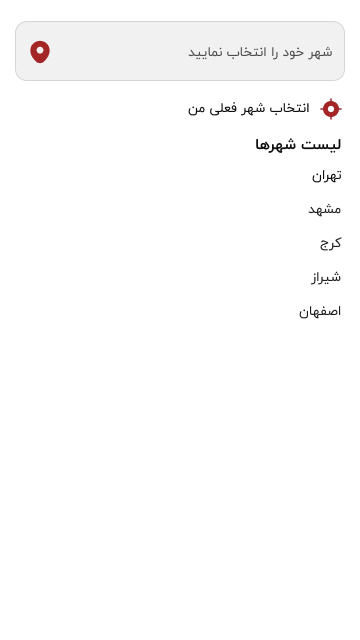 شهر خود را انتخاب نمایید
انتخاب شهر فعلی من
لیست شهرها
تهران
مشهد
کرج
شیراز
اصفهان